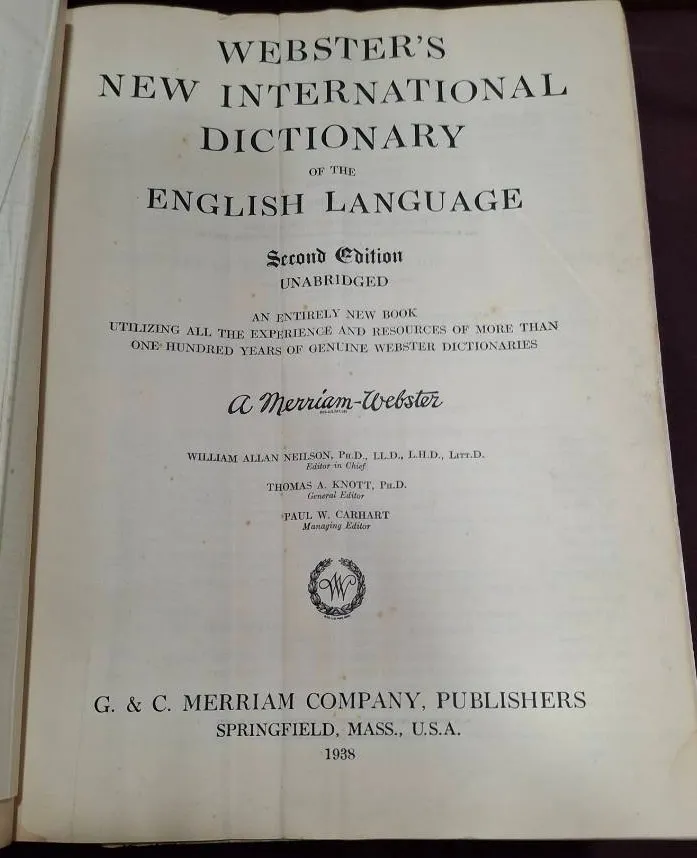 WEBSTER'S
NEW INTERNATIONAL
DICTIONARY
OF THE
ENGLISH LANGUAGE
Second Edition
UNABRIDGED
AN ENTIRELY NEW BOOK
UTILIZING ALL THE EXPERIENCE AND RESOURCES OF MORE THAN
ONE HUNDRED YEARS OF GENUINE WEBSTER DICTIONARIES
A Merriam-Webster
WILLIAM ALLAN NEILSON, PH.D., LL.D., L.H.D., LITT.D.
Editor in Chief
THOMAS A. KNOTT, PH.D.
General Editor
PAUL W. CARHART
Managing Editor
W
G. & C. MERRIAM COMPANY, PUBLISHERS
SPRINGFIELD, MASS., U.S.A.
1938